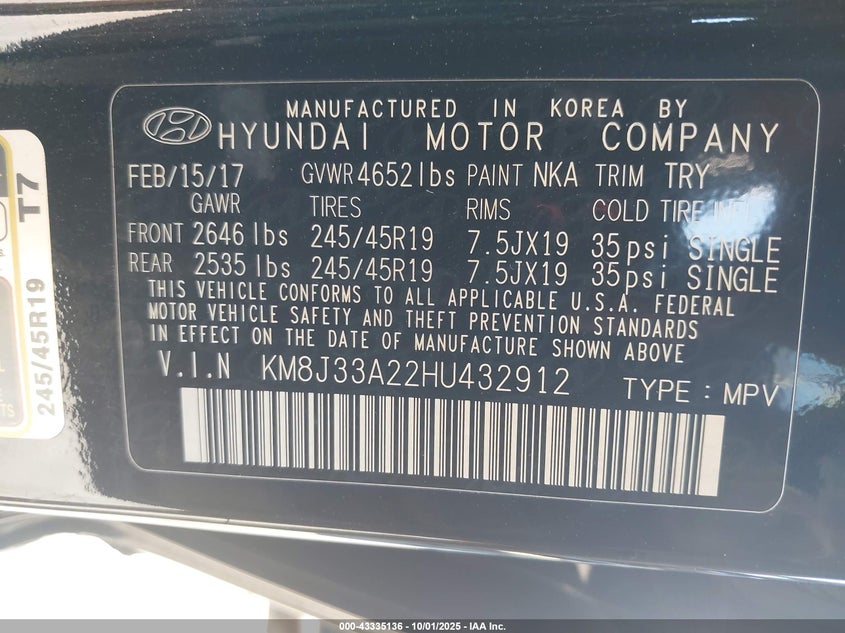 MANUFACTURED IN KOREA BY
HYUNDAI MOTOR COMPANY
FEB/15/17 GVWR 4652 lbs PAINT NKA TRIM TRY
GAWR TIRES RIMS COLD TIRE INFL
FRONT 2646 lbs 245/45R19 7.5JX19 35psi SINGLE
REAR 2535 lbs 245/45R19 7.5JX19 35psi SINGLE
THIS VEHICLE CONFORMS TO ALL APPLICABLE U.S.A. FEDERAL
MOTOR VEHICLE SAFETY AND THEFT PREVENTION STANDARDS
IN EFFECT ON THE DATE OF MANUFACTURE SHOWN ABOVE
V.I.N KM8J33A22HU432912 TYPE : MPV
245/45R19 T7
000-43335136 - 10/01/2025 - IAA Inc.